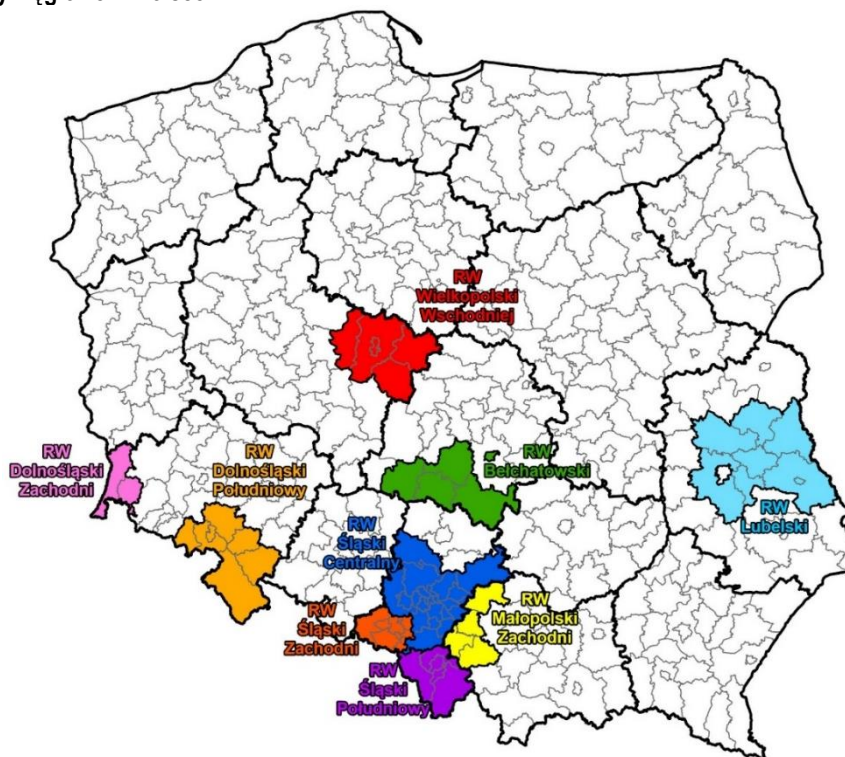 RW
Wielkopolski
Wschodniej
RW
Dolnośląski
Zachodni
RW
Dolnośląski
Południowy
RW
Bełchatowski
RW
Lubelski
RW
Śląski
Centralny
RW
Śląski
Zachodni
RW
Małopolski
Zachodni
RW
Śląski
Południowy